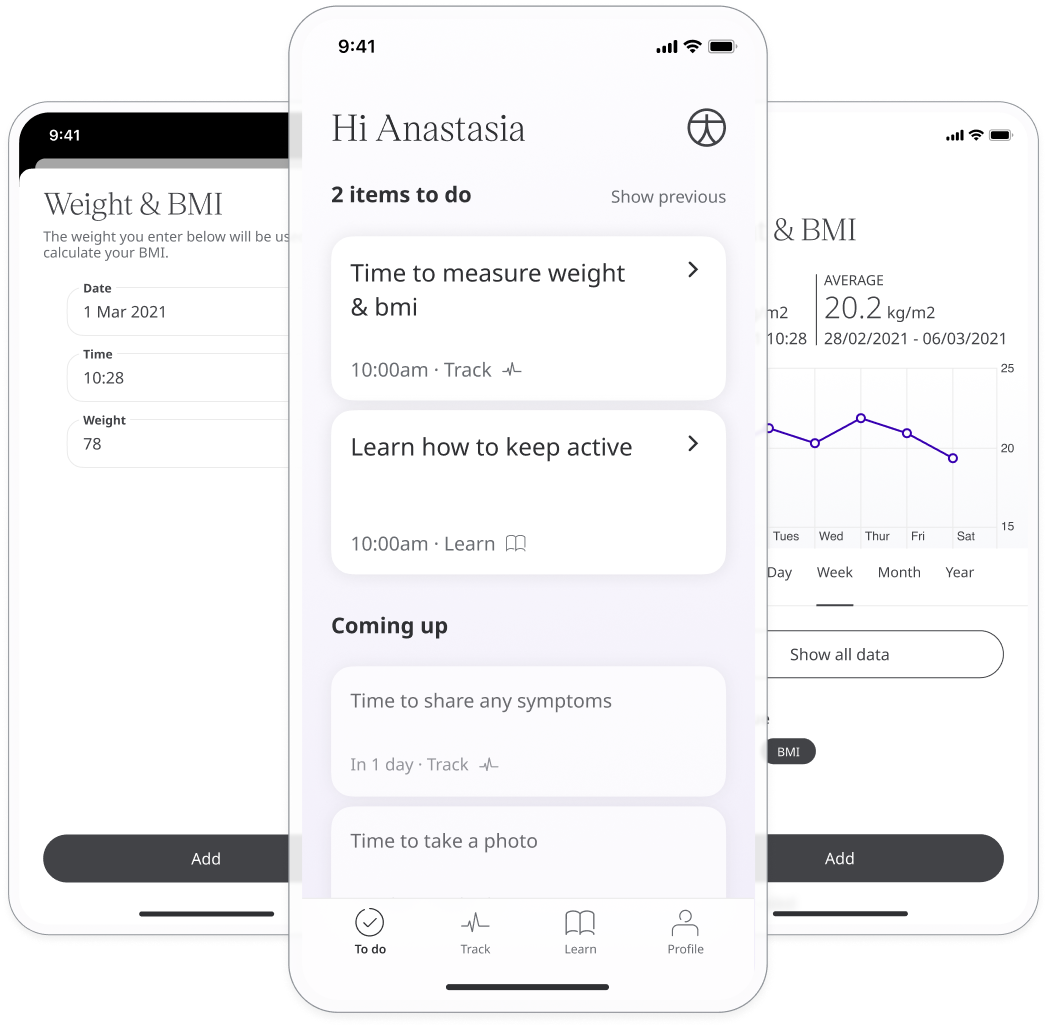 9:41
Weight & BMI
The weight you enter below will be
calculate your BMI.
Date
1 Mar 2021
Time
10:28
Weight
78
Add
9:41
Hi Anastasia
2 items to do
Show previous
Time to measure weight
& bmi
10:00am · Track
Learn how to keep active
10:00am · Learn
Coming up
Time to share any symptoms
In 1 day · Track
Time to take a photo
To do
Track
Learn
Profile
& BMI
m2
10:28
AVERAGE
20.2 kg/m2
28/02/2021 - 06/03/2021
25
20
15
Tues Wed Thur Fri Sat
Day Week Month Year
Show all data
BMI
Add